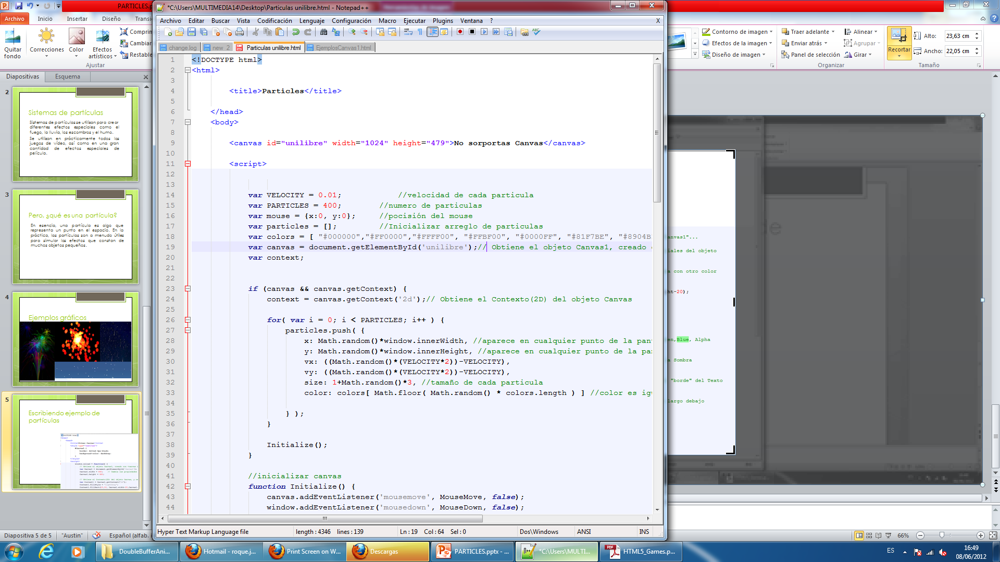 PARTICLES.p
Archivo
Inicio
Insertar
Diseño
Transi
Quitar fondo
Correcciones
Color
Efectos artísticos
Comprim
Cambiar
Restable
Ajustar
Diapositivas
Esquema
2
Sistemas de partículas
Sistemas de partículas se utilizan para crear
diferentes efectos especiales como el
fuego, la lluvia, los escombros y el humo.
Se utilizan en prácticamente todos los
juegos de vídeo, así como en una gran
cantidad de efectos especiales de
película.
3
Pero, ¿qué es una partícula?
En esencia, una partícula es algo que
representa un punto en el espacio. En la
práctica, las partículas son a menudo útiles
para simular los efectos que constan de
muchos objetos pequeños.
4
Ejemplos gráficos
5
Escribiendo ejemplo de
partículas
Diapositiva 5 de 5
"Austin"
Español (alfab. i
*C:\Users\MULTIMEDIA14\Desktop\Particulas unilibre.html - Notepad++
Archivo Editar Buscar Vista Codificación Lenguaje Configuración Macro Ejecutar Plugins Ventana ? X
change.log
new 2
Particulas unilibre.html
EjemplosCanvas1.html
1 <!DOCTYPE html>
2 <html>
3
4 <title>Particles</title>
5
6 </head>
7 <body>
8
9 <canvas id="unilibre" width="1024" height="479">No sorportas Canvas</canvas>
10
11 <script>
12
13
14 var VELOCITY = 0.01; //velocidad de cada particula
15 var PARTICLES = 400; //numero de particulas
16 var mouse = {x:0, y:0}; //pocisión del mouse
17 var particles = []; //Inicializar arreglo de particulas
18 var colors = [ "#000000","#FF0000","#FFFF00", "#FFBF00", "#0000FF", "#81F7BE", "#8904B
19 var canvas = document.getElementById('unilibre');// Obtiene el objeto Canvas1, creado
20 var context;
21
22
23 if (canvas && canvas.getContext) {
24 context = canvas.getContext('2d');// Obtiene el Contexto(2D) del objeto Canvas
25
26 for( var i = 0; i < PARTICLES; i++ ) {
27 particles.push( {
28 x: Math.random()*window.innerWidth, //aparece en cualquier punto de la pan
29 y: Math.random()*window.innerHeight, //aparece en cualquier punto de la pa
30 vx: ((Math.random()*(VELOCITY*2))-VELOCITY),
31 vy: ((Math.random()*(VELOCITY*2))-VELOCITY),
32 size: 1+Math.random()*3, //tamaño de cada particula
33 color: colors[ Math.floor( Math.random() * colors.length ) ] //color es igu
34
35 } );
36 }
37
38 Initialize();
39 }
40
41 //inicializar canvas
42 function Initialize() {
43 canvas.addEventListener('mousemove', MouseMove, false);
44 window.addEventListener('mousedown', MouseDown, false);
Hyper Text Markup Language file
length : 4346 lines : 139
Ln : 19 Col : 64 Sel : 0
Dos\Windows
ANSI
INS
Contorno de imagen
Efectos de la imagen
Diseño de imagen
Traer adelante
Enviar atrás
Panel de selección
Alinear
Agrupar
Girar
Organizar
Recortar
Alto: 23,63 cm
Ancho: 22,05 cm
Tamaño
anvas1"...
iales del objeto
a con otro color
ht-20);
en,Blue, Alpha
a Sombra
"borde" del Texto
largo debajo
66%
DoubleBufferAni...
Hotmail - roque.j...
Print Screen on W...
Descargas
PARTICLES.pptx - ...
*C:\Users\MULTI...
HTML5_Games.p...
ES
16:49
08/06/2012